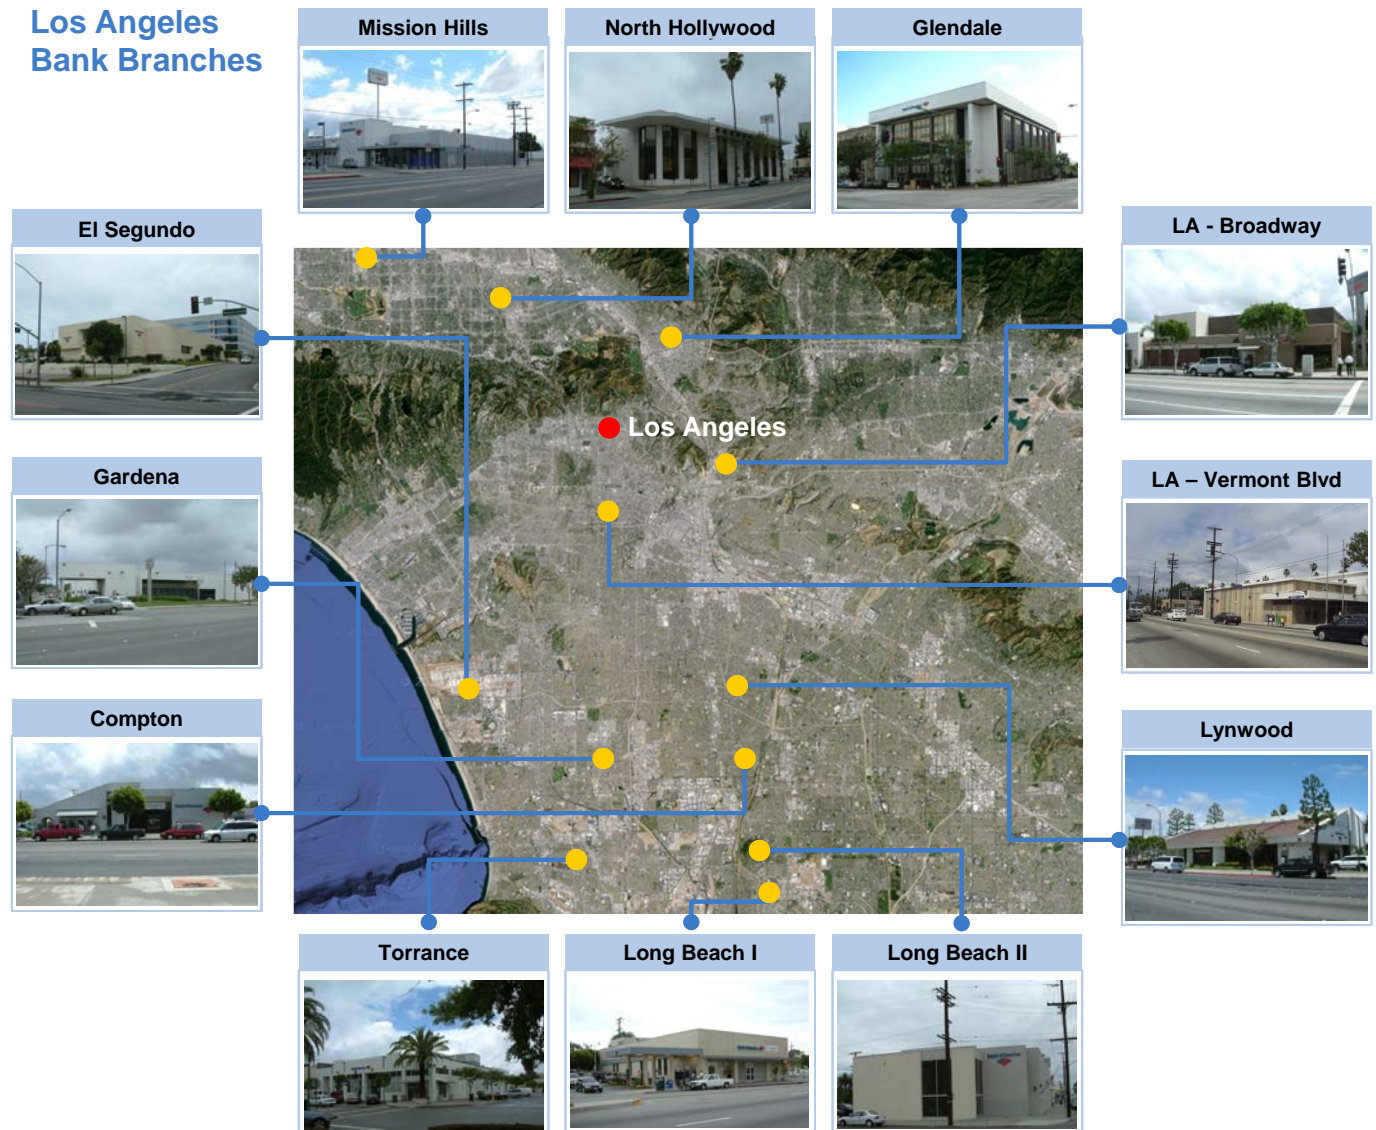 Los Angeles
Bank Branches
Mission Hills
North Hollywood
Glendale
El Segundo
LA - Broadway
Los Angeles
Gardena
LA – Vermont Blvd
Compton
Lynwood
Torrance
Long Beach I
Long Beach II